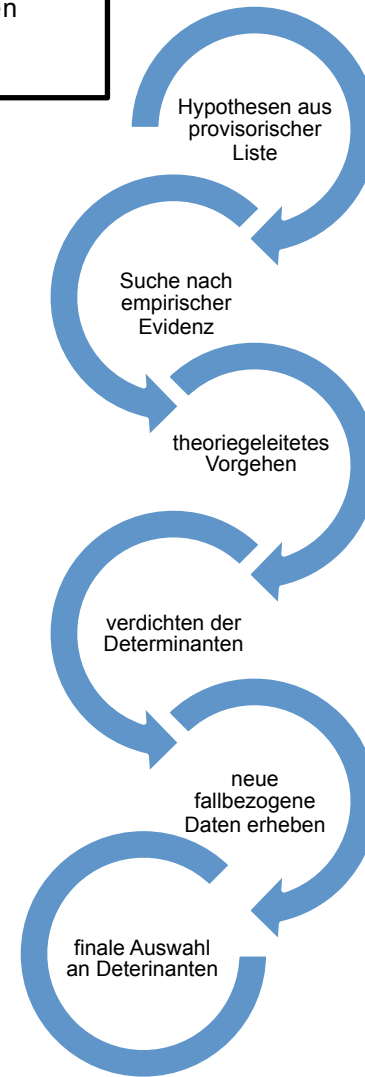 en
Hypothesen aus
provisorischer
Liste
Suche nach
empirischer
Evidenz
theoriegeleitetes
Vorgehen
verdichten der
Determinanten
neue
fallbezogene
Daten erheben
finale Auswahl
an Deterinanten